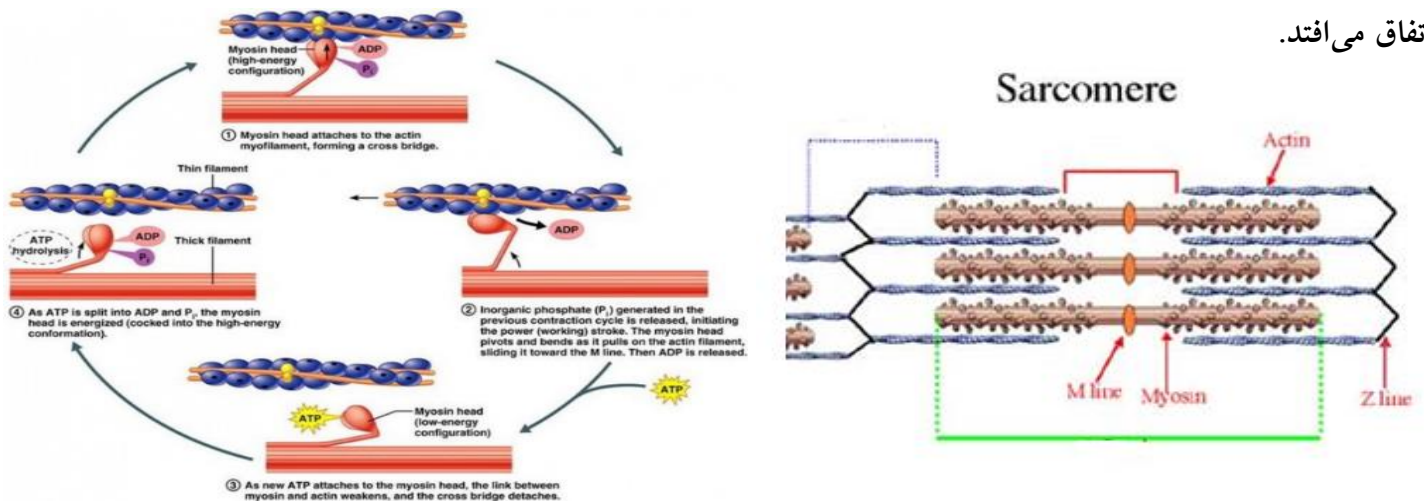 تفاق می‌افتد.
Myosin head
(high-energy
configuration)
ADP
Pi
① Myosin head attaches to the actin
myofilament, forming a cross bridge.
Thin filament
ADP
ATP
hydrolysis
ADP
Pi
Thick filament
④ As ATP is split into ADP and Pi, the myosin
head is energized (cocked into the high-energy
conformation).
② Inorganic phosphate (Pi) generated in the
previous contraction cycle is released, initiating
the power (working) stroke. The myosin head
pivots and bends as it pulls on the actin filament,
sliding it toward the M line. Then ADP is released.
ATP
ATP
Myosin head
(low-energy
configuration)
③ As new ATP attaches to the myosin head, the link between
myosin and actin weakens, and the cross bridge detaches.
Sarcomere
Actin
M line
Myosin
Z line